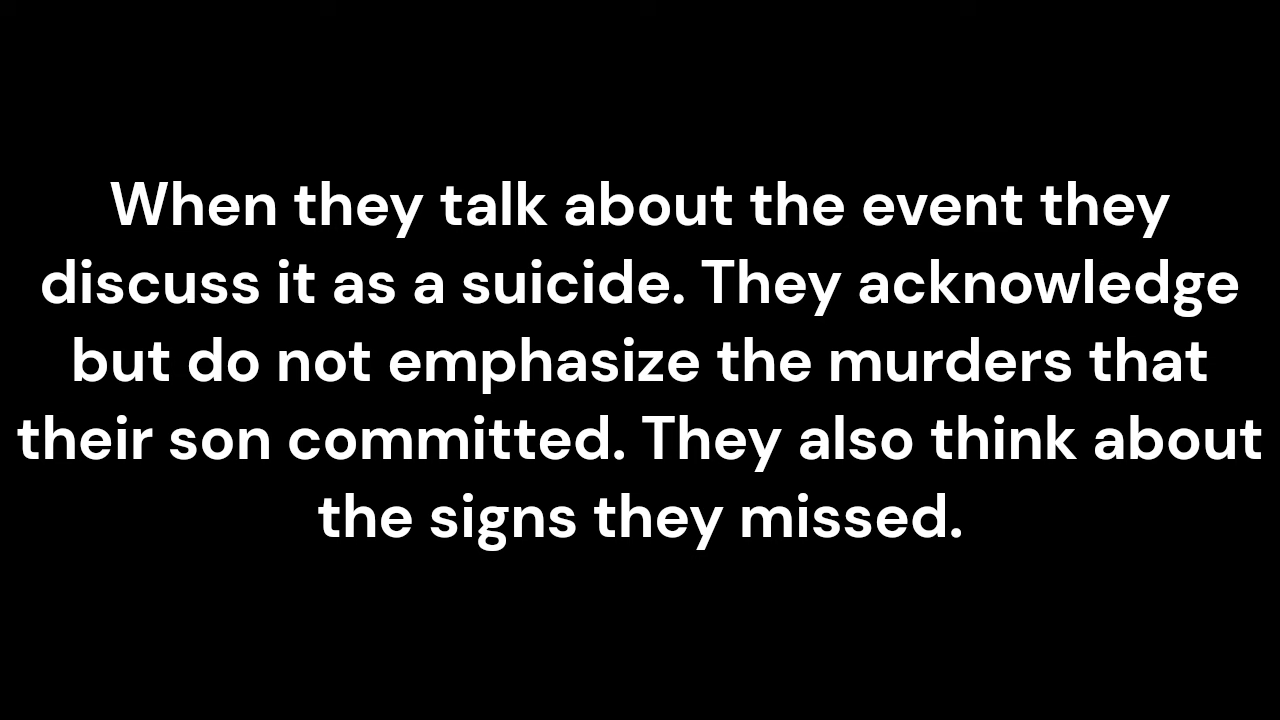 When they talk about the event they
discuss it as a suicide. They acknowledge
but do not emphasize the murders that
their son committed. They also think about
the signs they missed.